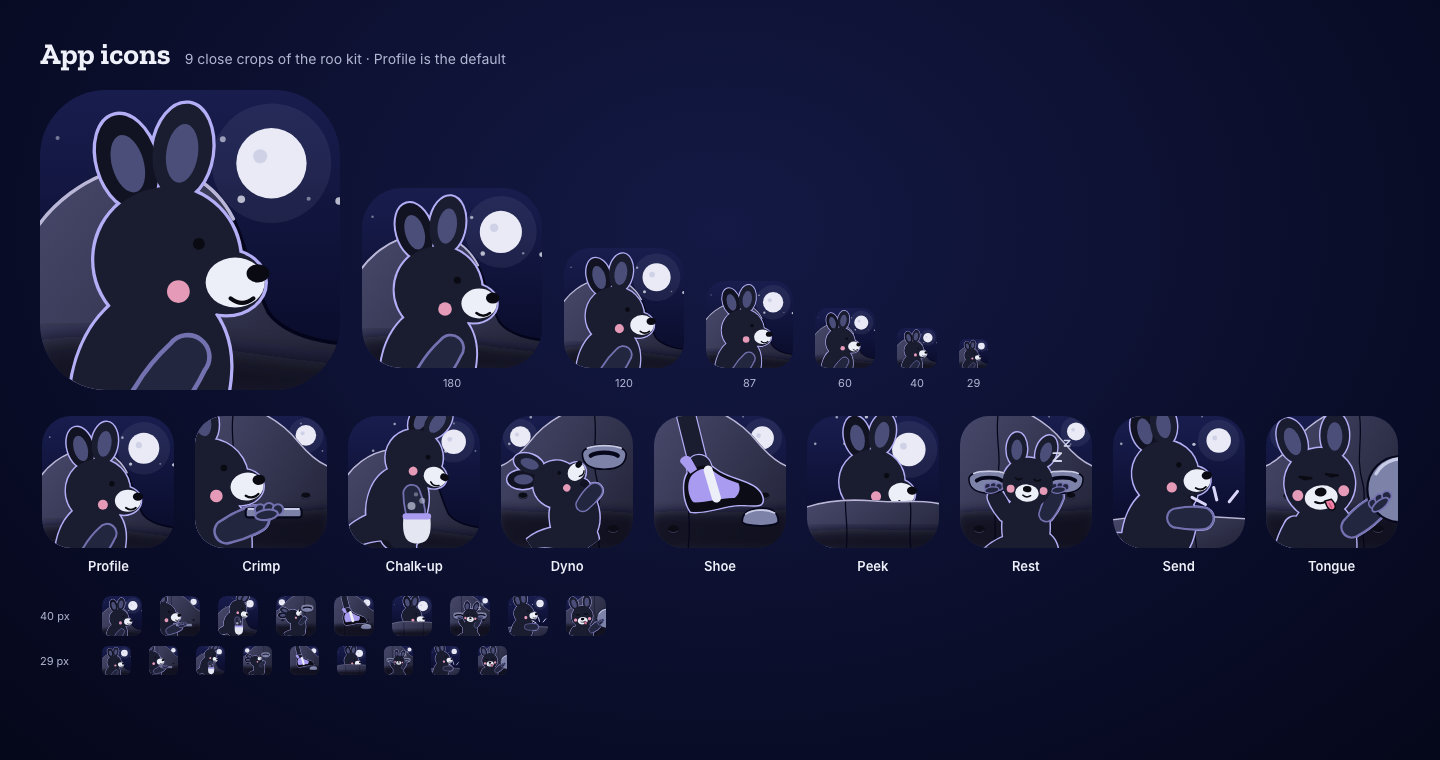 App icons 9 close crops of the roo kit · Profile is the default
180 120 87 60 40 29
z
Z
Profile Crimp Chalk-up Dyno Shoe Peek Rest Send Tongue
40 px
29 px